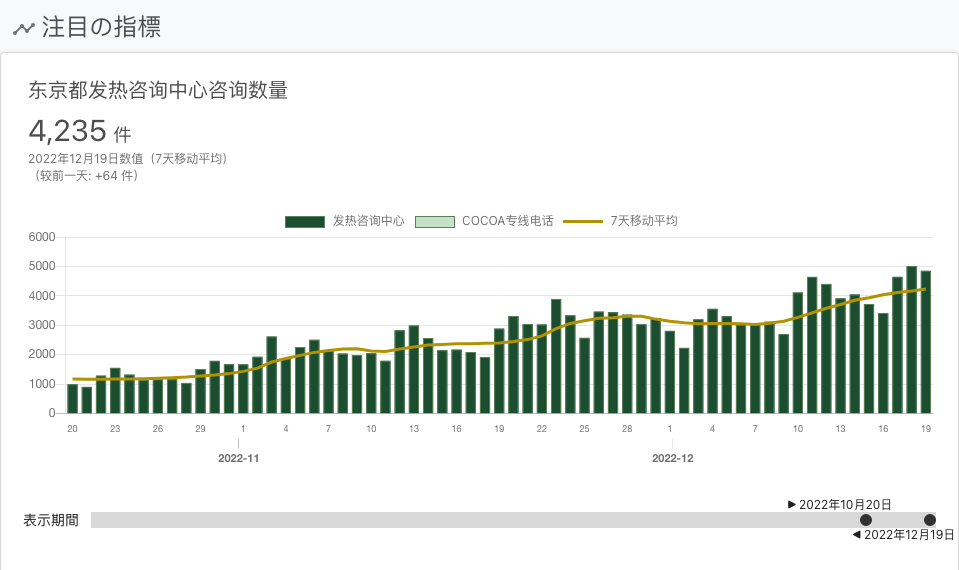 注目の指標
东京都发热咨询中心咨询数量
4,235 件
2022年12月19日数值（7天移动平均）
（较前一天: +64 件）
发热咨询中心 COCOA专线电话 7天移动平均
6000
5000
4000
3000
2000
1000
0
20 23 26 29 1 4 7 10 13 16 19 22 25 28 1 4 7 10 13 16 19
2022-11 2022-12
▶ 2022年10月20日
表示期間
◀ 2022年12月19日